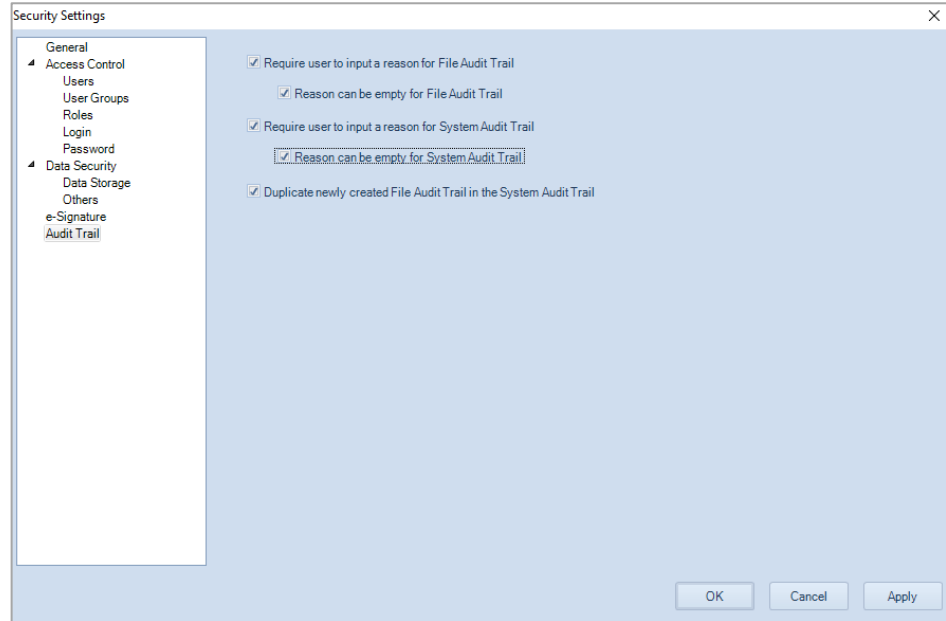 Security Settings
General
Access Control
Users
User Groups
Roles
Login
Password
Data Security
Data Storage
Others
e-Signature
Audit Trail
Require user to input a reason for File Audit Trail
Reason can be empty for File Audit Trail
Require user to input a reason for System Audit Trail
Reason can be empty for System Audit Trail
Duplicate newly created File Audit Trail in the System Audit Trail
OK
Cancel
Apply